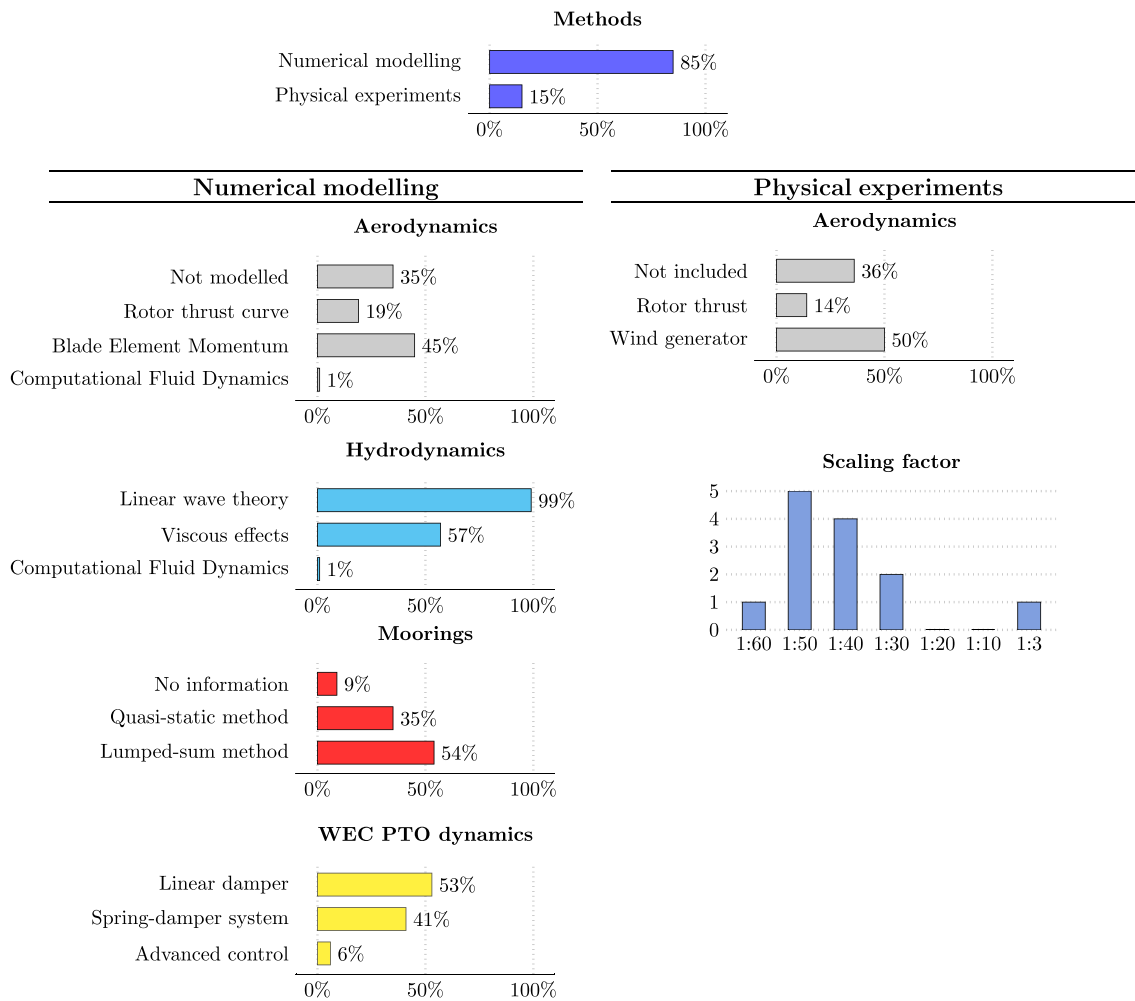 Methods
Numerical modelling 85%
Physical experiments 15%
0% 50% 100%
Numerical modelling
Aerodynamics
Not modelled 35%
Rotor thrust curve 19%
Blade Element Momentum 45%
Computational Fluid Dynamics 1%
0% 50% 100%
Hydrodynamics
Linear wave theory 99%
Viscous effects 57%
Computational Fluid Dynamics 1%
0% 50% 100%
Moorings
No information 9%
Quasi-static method 35%
Lumped-sum method 54%
0% 50% 100%
WEC PTO dynamics
Linear damper 53%
Spring-damper system 41%
Advanced control 6%
0% 50% 100%
Physical experiments
Aerodynamics
Not included 36%
Rotor thrust 14%
Wind generator 50%
0% 50% 100%
Scaling factor
5
4
3
2
1
0
1:60 1:50 1:40 1:30 1:20 1:10 1:3